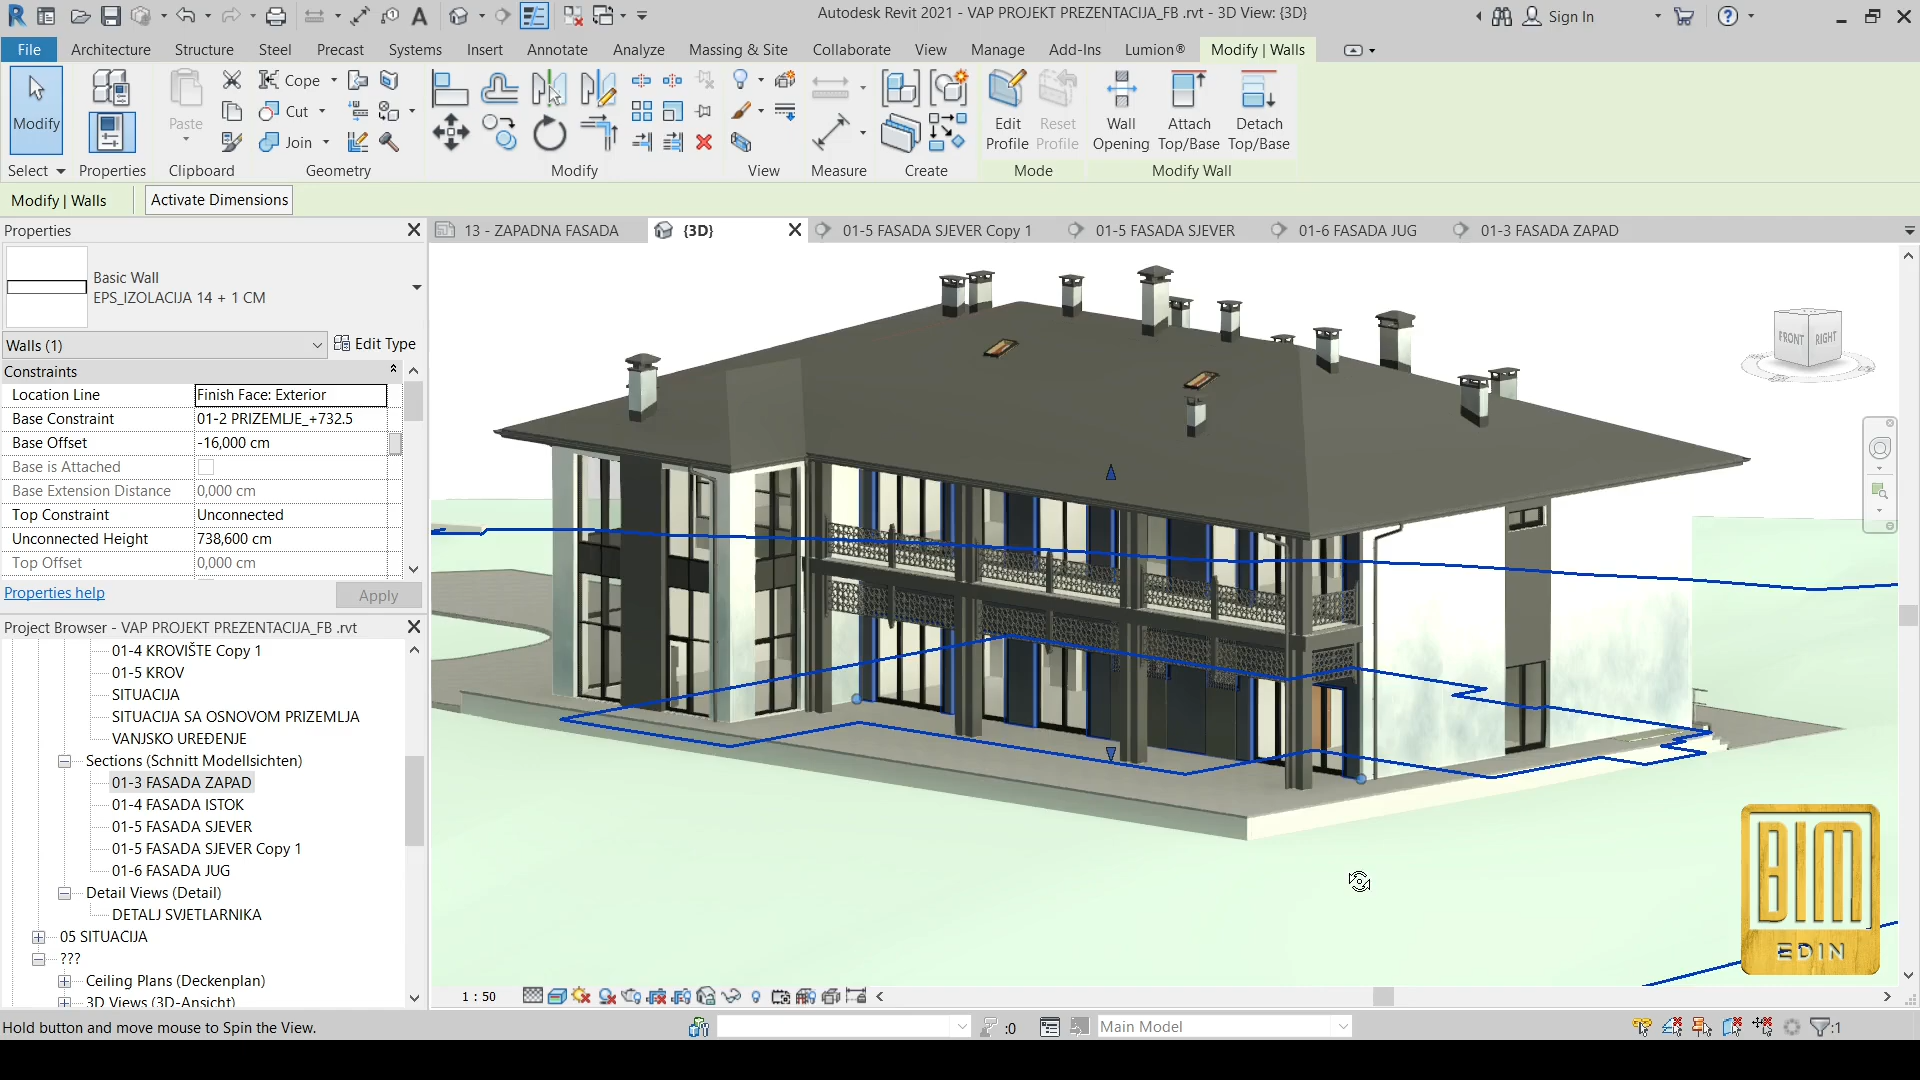 Autodesk Revit 2021 - VAP PROJEKT PREZENTACIJA_FB .rvt - 3D View: {3D}
Sign In
File
Architecture
Structure
Steel
Precast
Systems
Insert
Annotate
Analyze
Massing & Site
Collaborate
View
Manage
Add-Ins
Lumion®
Modify | Walls
Modify
Paste
Cope
Cut
Join
Edit Profile
Reset Profile
Wall Opening
Attach Top/Base
Detach Top/Base
Select
Properties
Clipboard
Geometry
Modify
View
Measure
Create
Mode
Modify Wall
Modify | Walls
Activate Dimensions
Properties
13 - ZAPADNA FASADA
{3D}
01-5 FASADA SJEVER Copy 1
01-5 FASADA SJEVER
01-6 FASADA JUG
01-3 FASADA ZAPAD
Basic Wall
EPS_IZOLACIJA 14 + 1 CM
Walls (1)
Edit Type
Constraints
Location Line Finish Face: Exterior
Base Constraint 01-2 PRIZEMLJE_+732.5
Base Offset -16,000 cm
Base is Attached
Base Extension Distance 0,000 cm
Top Constraint Unconnected
Unconnected Height 738,600 cm
Top Offset 0,000 cm
Properties help
Apply
Project Browser - VAP PROJEKT PREZENTACIJA_FB .rvt
01-4 KROVIŠTE Copy 1
01-5 KROV
SITUACIJA
SITUACIJA SA OSNOVOM PRIZEMLJA
VANJSKO UREĐENJE
Sections (Schnitt Modellsichten)
01-3 FASADA ZAPAD
01-4 FASADA ISTOK
01-5 FASADA SJEVER
01-5 FASADA SJEVER Copy 1
01-6 FASADA JUG
Detail Views (Detail)
DETALJ SVJETLARNIKA
05 SITUACIJA
???
Ceiling Plans (Deckenplan)
3D Views (3D-Ansicht)
FRONT
RIGHT
BIM
EDIN
1 : 50
Hold button and move mouse to Spin the View.
:0
Main Model
:1